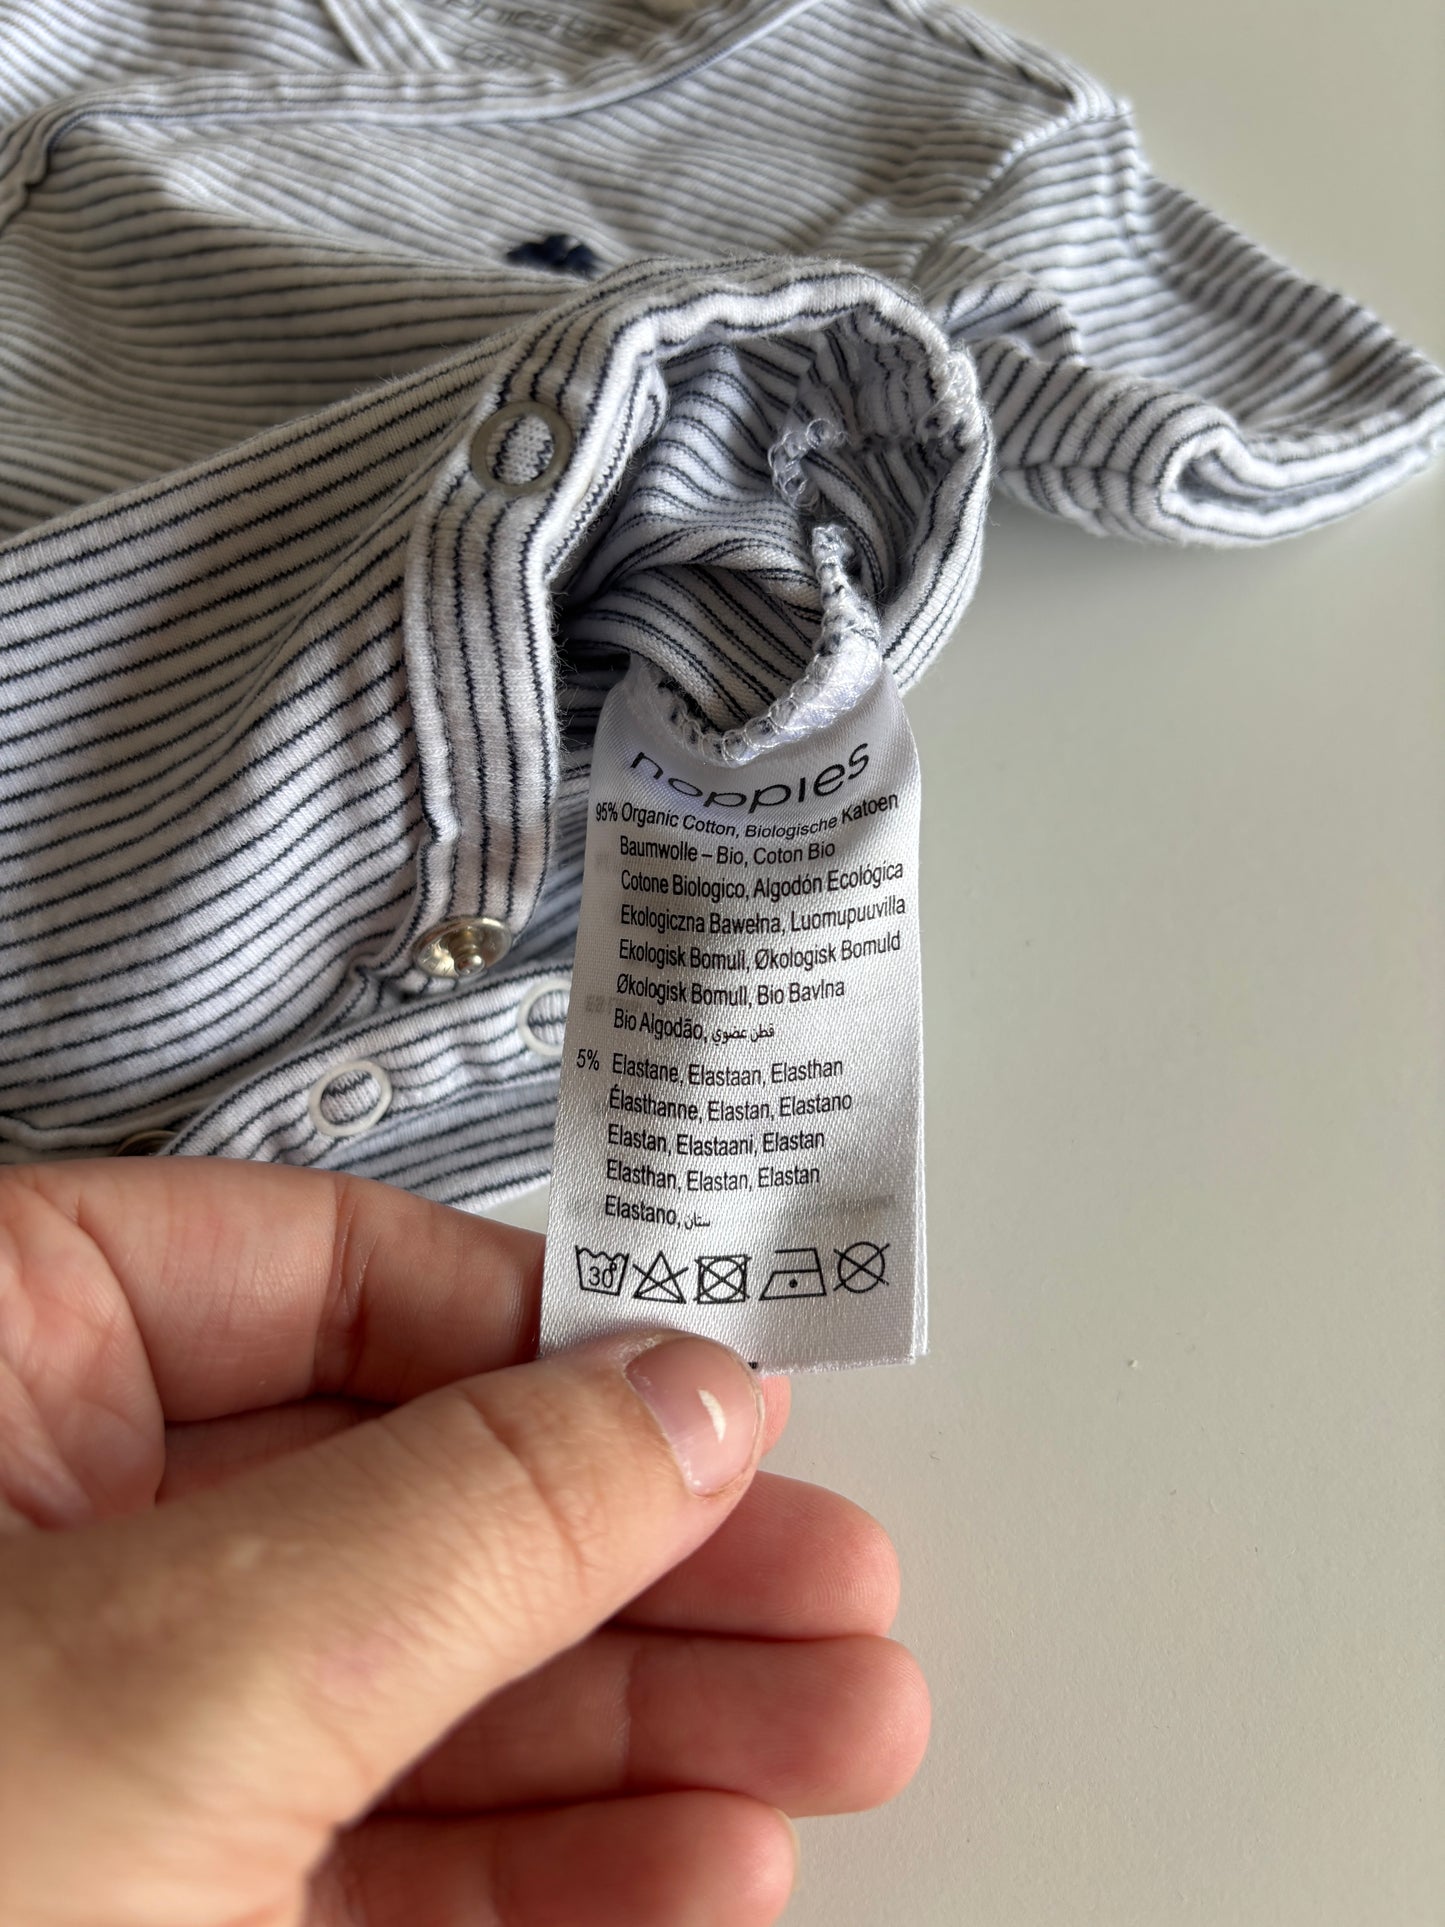 noppies
95% Organic Cotton, Biologische Katoen
Baumwolle – Bio, Coton Bio
Cotone Biologico, Algodón Ecológica
Ekologiczna Bawełna, Luomupuuvilla
Ekologisk Bomull, Økologisk Bomuld
Økologisk Bomull, Bio Bavlna
Bio Algodão, قطن عضوي
5% Elastane, Elastaan, Elasthan
Élasthanne, Elastan, Elastano
Elastan, Elastaani, Elastan
Elasthan, Elastan, Elastan
Elastano, ستان
30°